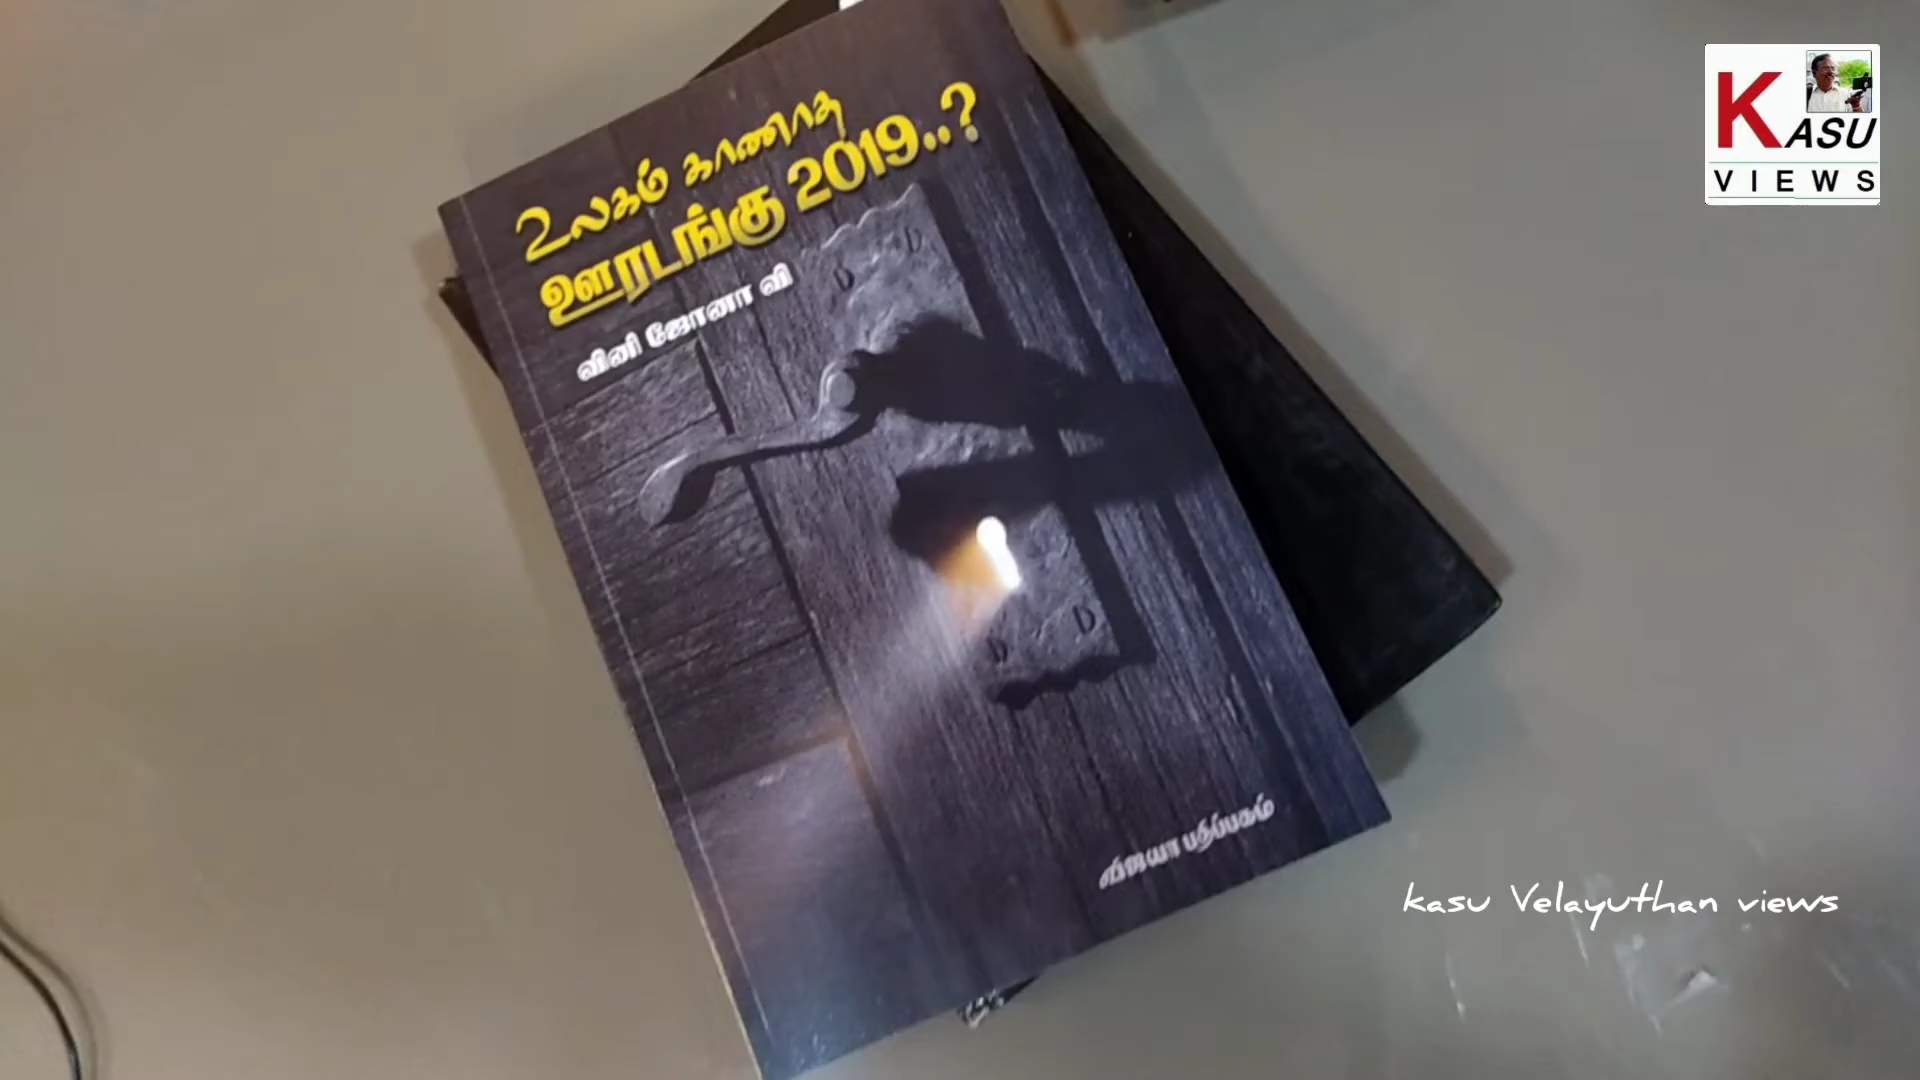 உலகம் காணாத
ஊரடங்கு 2019..?
வினி ஜோனா வி
விஜயா பதிப்பகம்
KASU
VIEWS
kasu Velayuthan views